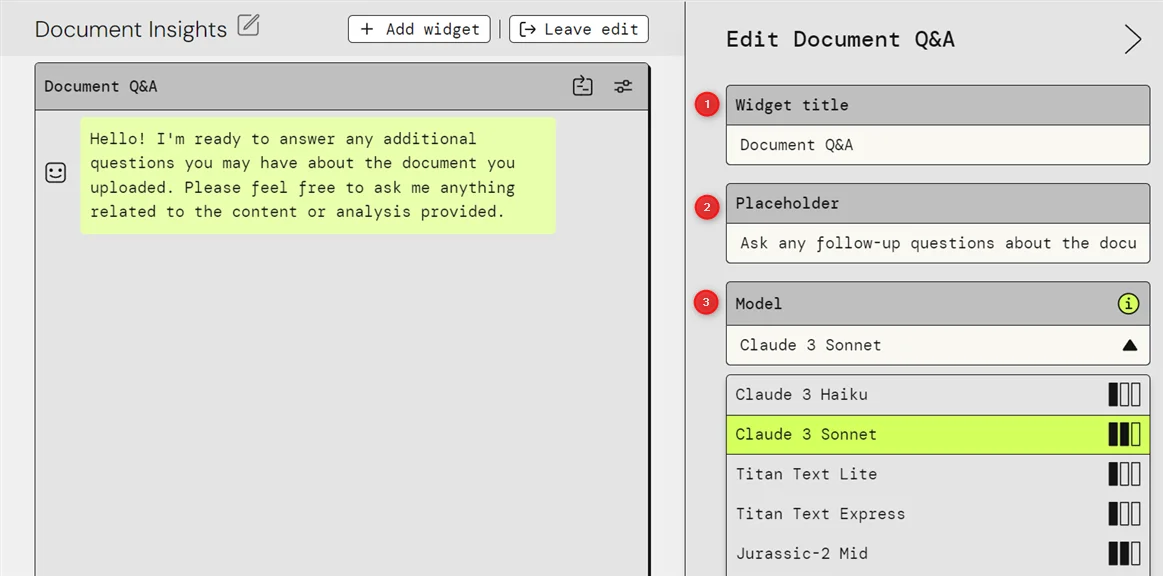 Document Insights
+ Add widget
Leave edit
Document Q&A
Hello! I'm ready to answer any additional
questions you may have about the document you
uploaded. Please feel free to ask me anything
related to the content or analysis provided.
Edit Document Q&A
1
Widget title
Document Q&A
2
Placeholder
Ask any follow-up questions about the docu
3
Model
i
Claude 3 Sonnet
Claude 3 Haiku
Claude 3 Sonnet
Titan Text Lite
Titan Text Express
Jurassic-2 Mid